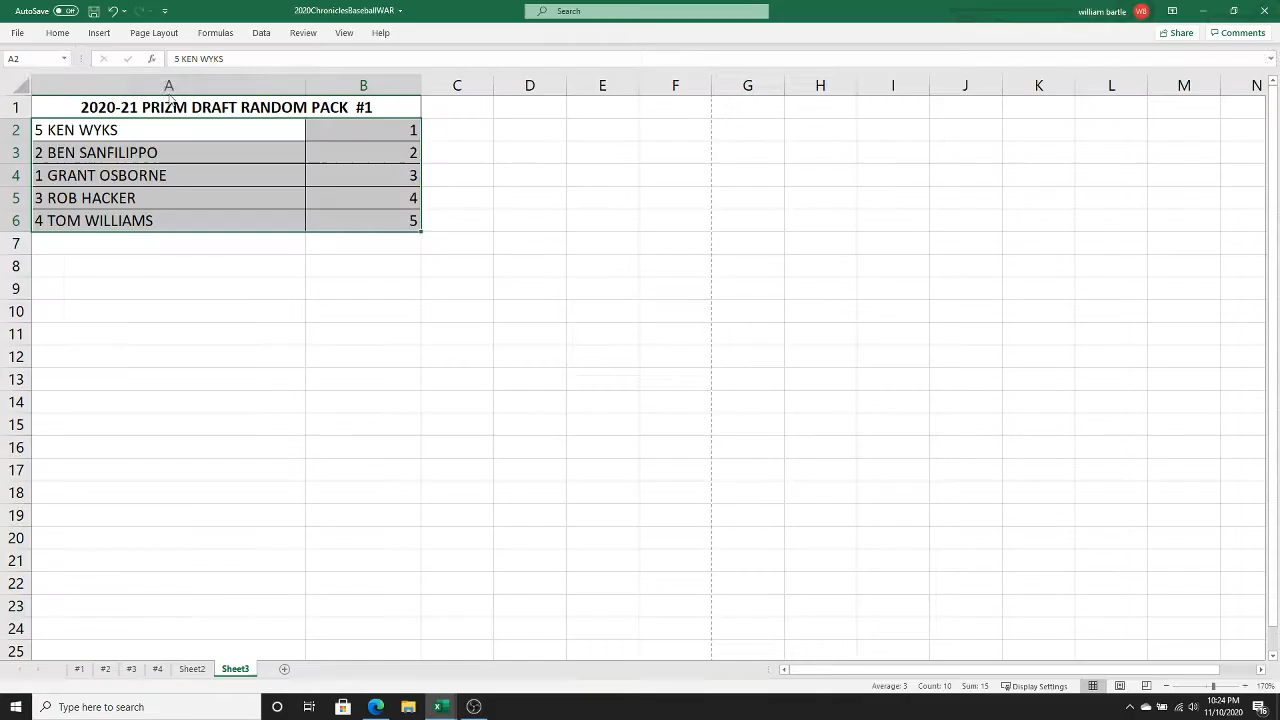 AutoSave Off 2020ChroniclesBaseballWAR Search william bartle WB
File Home Insert Page Layout Formulas Data Review View Help Share Comments
A2 fx 5 KEN WYKS
A B C D E F G H I J K L M N
1 2020-21 PRIZM DRAFT RANDOM PACK #1
2 5 KEN WYKS 1
3 2 BEN SANFILIPPO 2
4 1 GRANT OSBORNE 3
5 3 ROB HACKER 4
6 4 TOM WILLIAMS 5
7
8
9
10
11
12
13
14
15
16
17
18
19
20
21
22
23
24
25
#1 #2 #3 #4 Sheet2 Sheet3
Average: 3 Count: 10 Sum: 15 Display Settings 170%
Type here to search 10:24 PM
11/10/2020